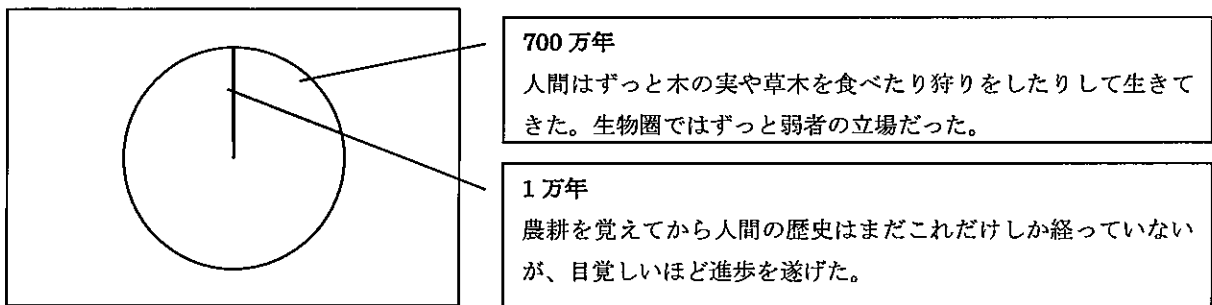 700 万年
人間はずっと木の実や草木を食べたり狩りをしたりして生きて
きた。生物圏ではずっと弱者の立場だった。
1 万年
農耕を覚えてから人間の歴史はまだこれだけしか経っていない
が、目覚しいほど進歩を遂げた。